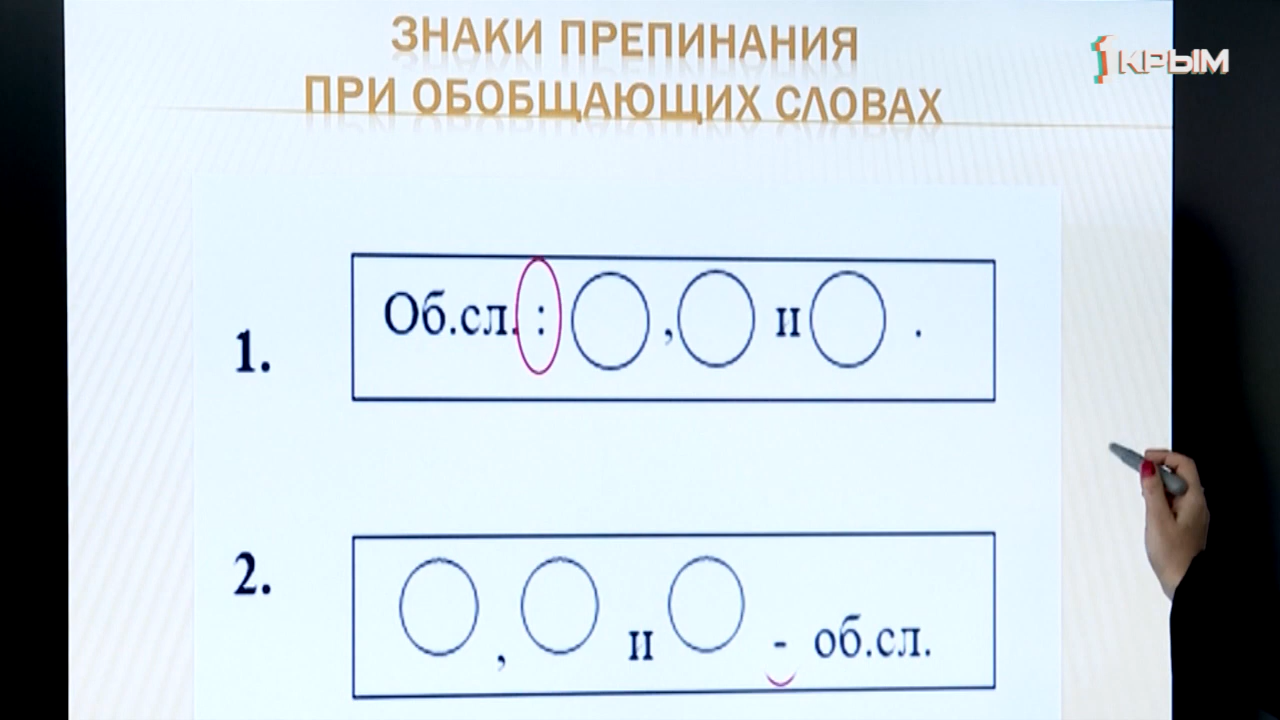 ЗНАКИ ПРЕПИНАНИЯ
ПРИ ОБОБЩАЮЩИХ СЛОВАХ
1КРЫМ
1. Об.сл. : , и .
2. , и - об.сл.